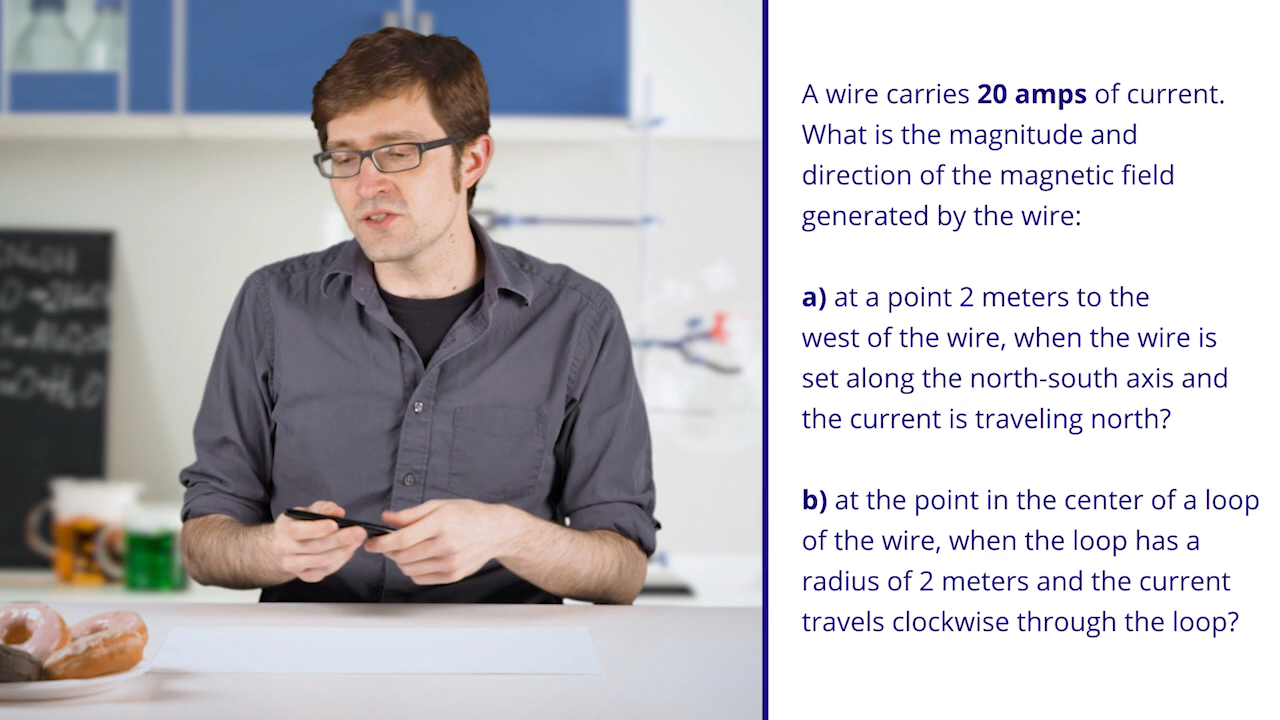 A wire carries 20 amps of current.
What is the magnitude and
direction of the magnetic field
generated by the wire:
a) at a point 2 meters to the
west of the wire, when the wire is
set along the north-south axis and
the current is traveling north?
b) at the point in the center of a loop
of the wire, when the loop has a
radius of 2 meters and the current
travels clockwise through the loop?